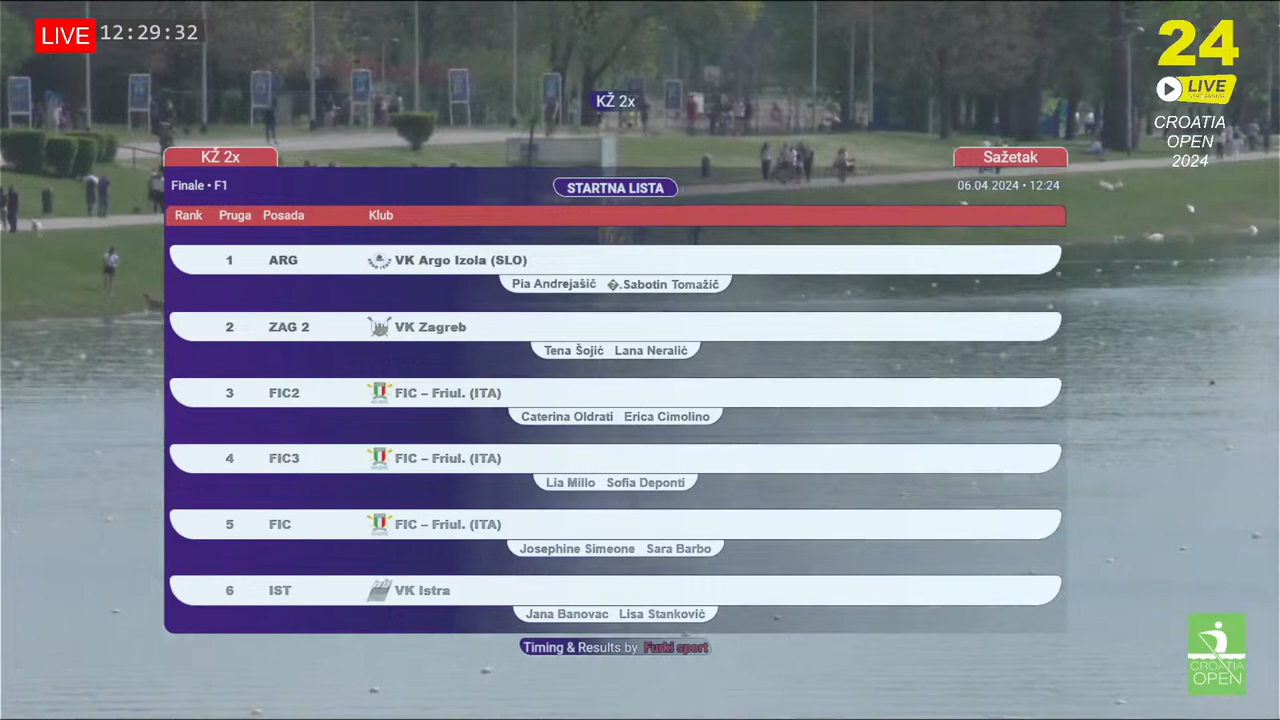 LIVE 12:29:32
24
LIVE
CROATIA
OPEN
2024
KŽ 2x
KŽ 2x
Sažetak
Finale • F1
STARTNA LISTA
06.04.2024 • 12:24
Rank Pruga Posada Klub
1 ARG VK Argo Izola (SLO)
Pia Andrejašič �.Sabotin Tomažič
2 ZAG 2 VK Zagreb
Tena Šojić Lana Neralić
3 FIC2 FIC – Friul. (ITA)
Caterina Oldrati Erica Cimolino
4 FIC3 FIC – Friul. (ITA)
Lia Millo Sofia Deponti
5 FIC FIC – Friul. (ITA)
Josephine Simeone Sara Barbo
6 IST VK Istra
Jana Banovac Lisa Stanković
Timing & Results by Furki sport
CROATIA
OPEN